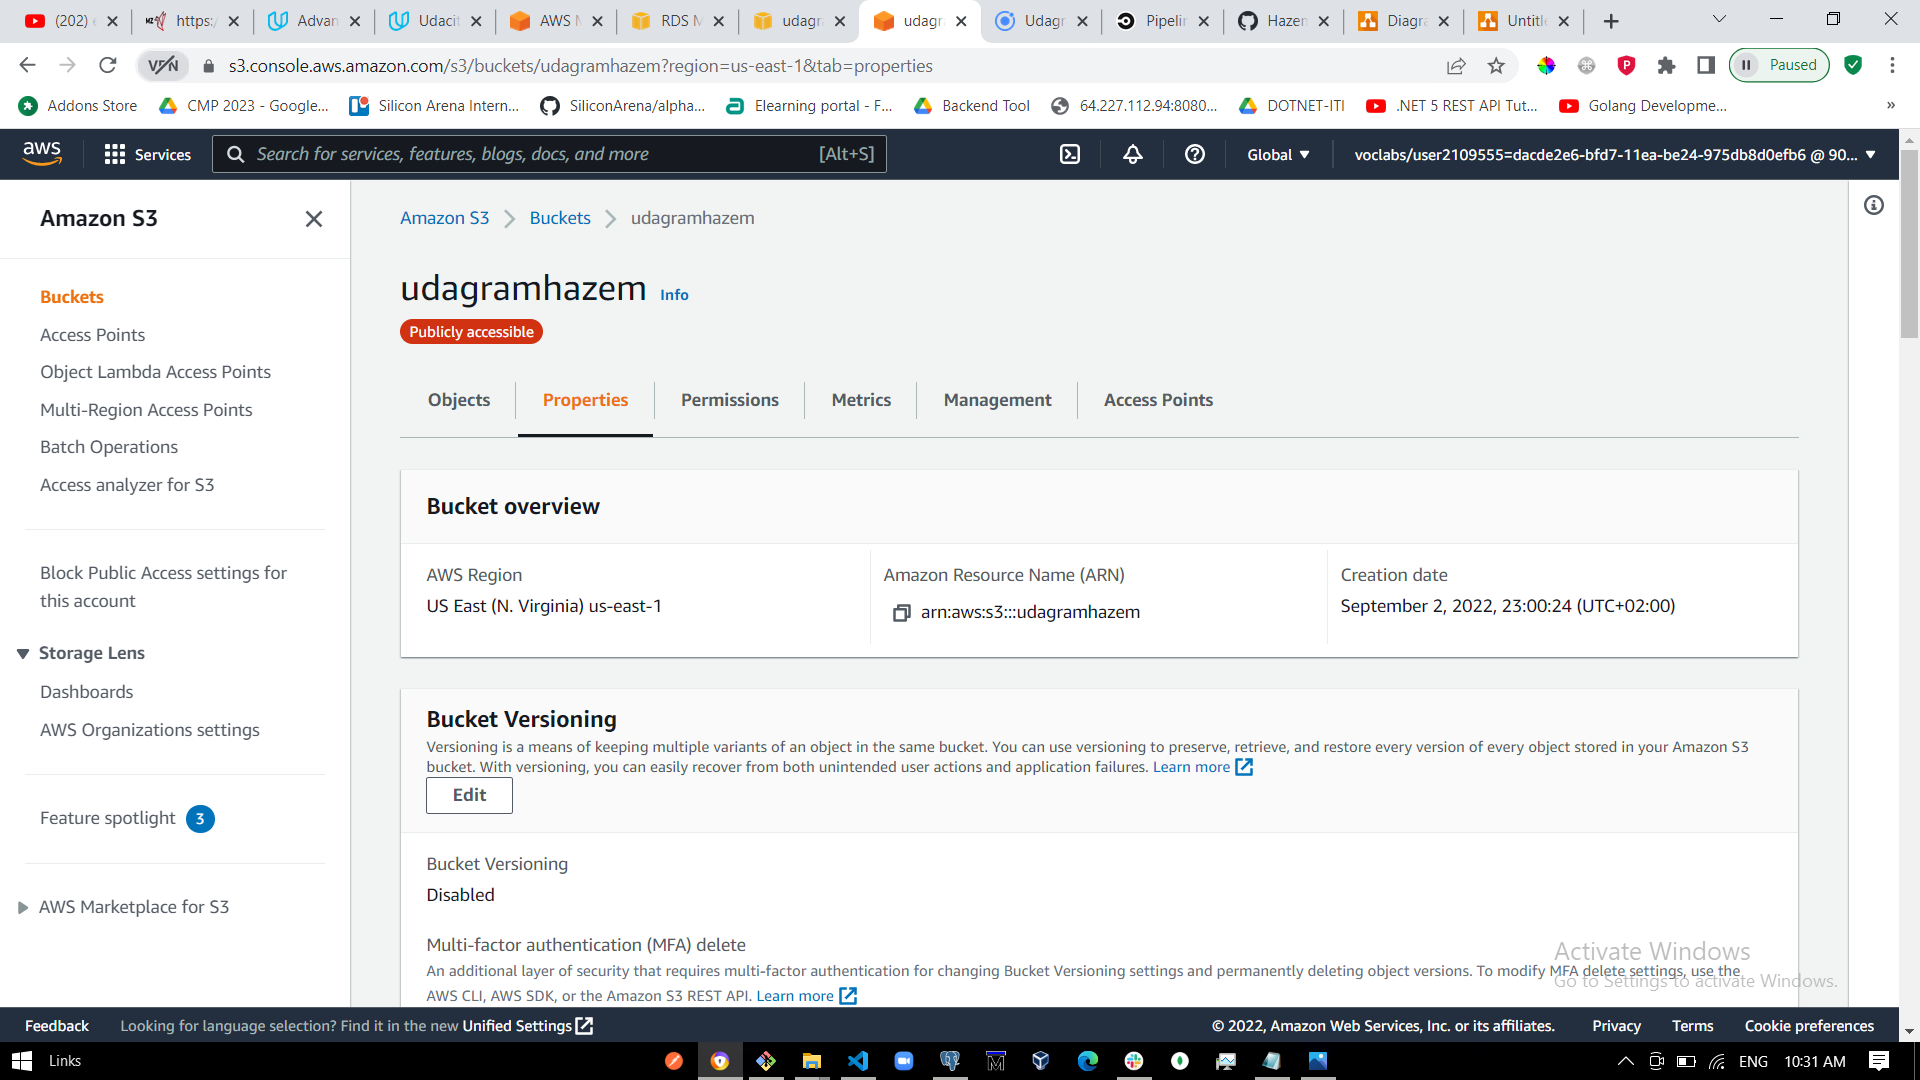 (202)
https:/
Advan
Udacit
AWS
RDS M
udagra
udagra
Udagr
Pipelin
Hazem
Diagra
Untitle
VPN
s3.console.aws.amazon.com/s3/buckets/udagramhazem?region=us-east-1&tab=properties
P
Paused
Addons Store
CMP 2023 - Google...
Silicon Arena Intern...
SiliconArena/alpha...
Elearning portal - F...
Backend Tool
64.227.112.94:8080...
DOTNET-ITI
.NET 5 REST API Tut...
Golang Developme...
»
aws
Services
Search for services, features, blogs, docs, and more
[Alt+S]
Global
voclabs/user2109555=dacde2e6-bfd7-11ea-be24-975db8d0efb6 @ 90...
Amazon S3
Buckets
Access Points
Object Lambda Access Points
Multi-Region Access Points
Batch Operations
Access analyzer for S3
Block Public Access settings for
this account
Storage Lens
Dashboards
AWS Organizations settings
Feature spotlight 3
AWS Marketplace for S3
Amazon S3 > Buckets > udagramhazem
udagramhazem Info
Publicly accessible
Objects
Properties
Permissions
Metrics
Management
Access Points
Bucket overview
AWS Region
US East (N. Virginia) us-east-1
Amazon Resource Name (ARN)
arn:aws:s3:::udagramhazem
Creation date
September 2, 2022, 23:00:24 (UTC+02:00)
Bucket Versioning
Versioning is a means of keeping multiple variants of an object in the same bucket. You can use versioning to preserve, retrieve, and restore every version of every object stored in your Amazon S3
bucket. With versioning, you can easily recover from both unintended user actions and application failures. Learn more
Edit
Bucket Versioning
Disabled
Multi-factor authentication (MFA) delete
An additional layer of security that requires multi-factor authentication for changing Bucket Versioning settings and permanently deleting object versions. To modify MFA delete settings, use the
AWS CLI, AWS SDK, or the Amazon S3 REST API. Learn more
Activate Windows
Go to Settings to activate Windows.
Feedback
Looking for language selection? Find it in the new Unified Settings
© 2022, Amazon Web Services, Inc. or its affiliates.
Privacy
Terms
Cookie preferences
Links
ENG
10:31 AM